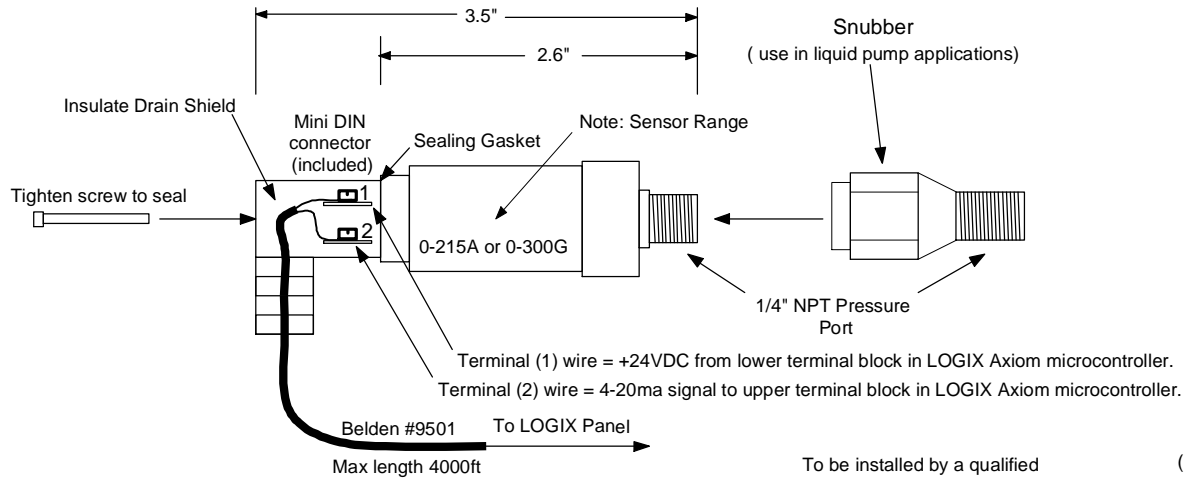 3.5"
2.6"
Snubber
( use in liquid pump applications)
Insulate Drain Shield
Mini DIN
connector
(included)
Sealing Gasket
Note: Sensor Range
Tighten screw to seal
1
2
0-215A or 0-300G
1/4" NPT Pressure
Port
Terminal (1) wire = +24VDC from lower terminal block in LOGIX Axiom microcontroller.
Terminal (2) wire = 4-20ma signal to upper terminal block in LOGIX Axiom microcontroller.
Belden #9501
To LOGIX Panel
Max length 4000ft
To be installed by a qualified
(